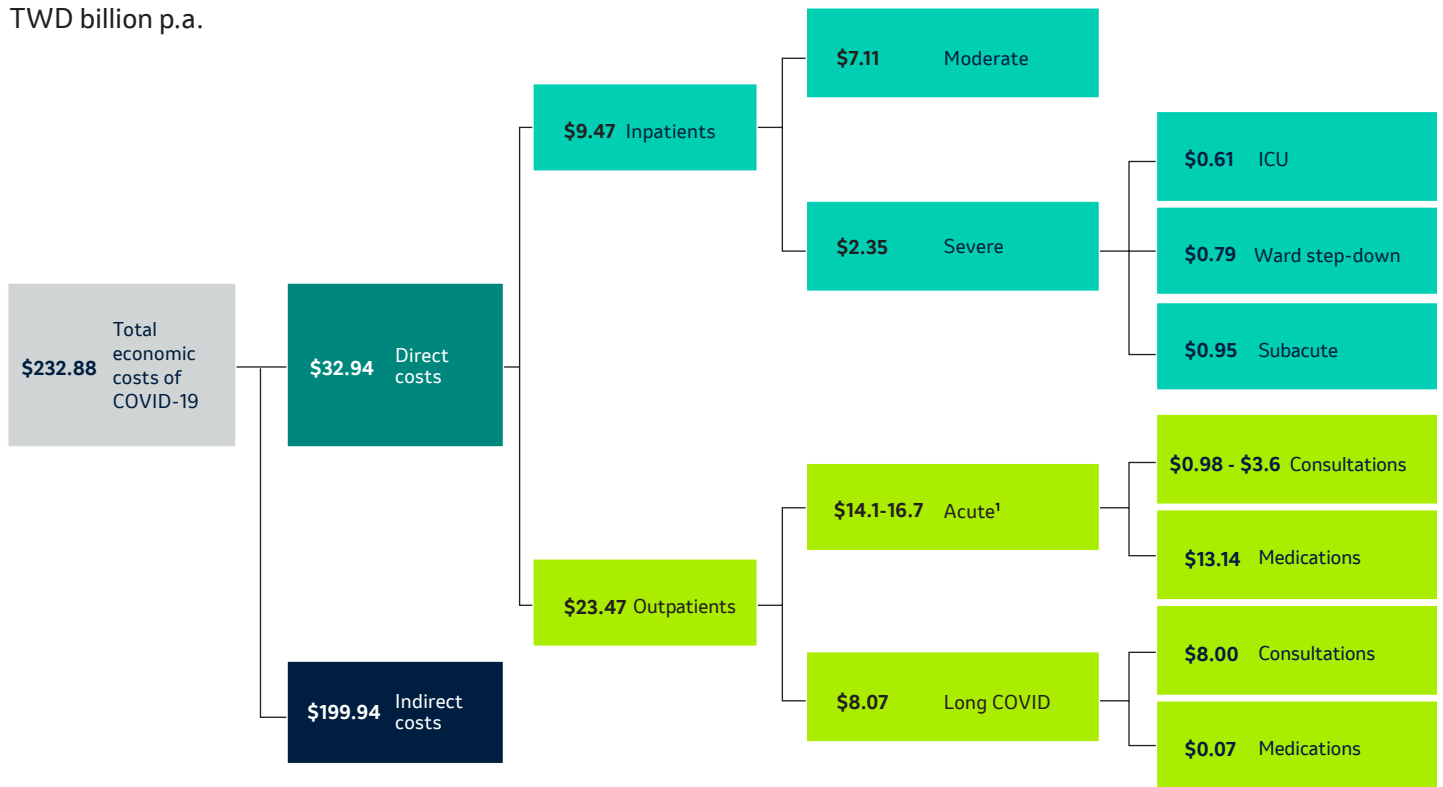 TWD billion p.a.
$232.88
Total
economic
costs of
COVID-19
$32.94
Direct
costs
$199.94
Indirect
costs
$9.47 Inpatients
$23.47 Outpatients
$7.11 Moderate
$2.35 Severe
$14.1-16.7 Acute¹
$8.07 Long COVID
$0.61 ICU
$0.79 Ward step-down
$0.95 Subacute
$0.98 - $3.6 Consultations
$13.14 Medications
$8.00 Consultations
$0.07 Medications